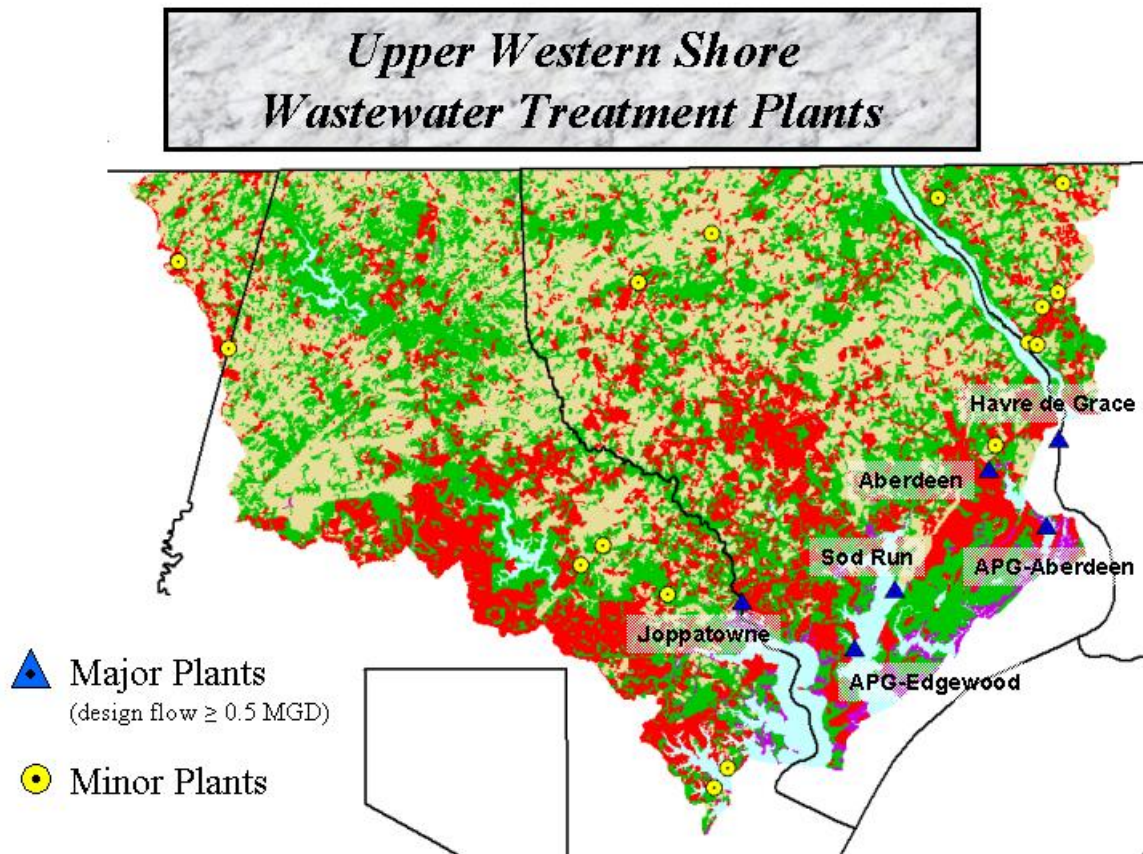 Upper Western Shore
Wastewater Treatment Plants
Havre de Grace
Aberdeen
Sod Run
APG-Aberdeen
Joppatowne
APG-Edgewood
Major Plants
(design flow ≥ 0.5 MGD)
Minor Plants